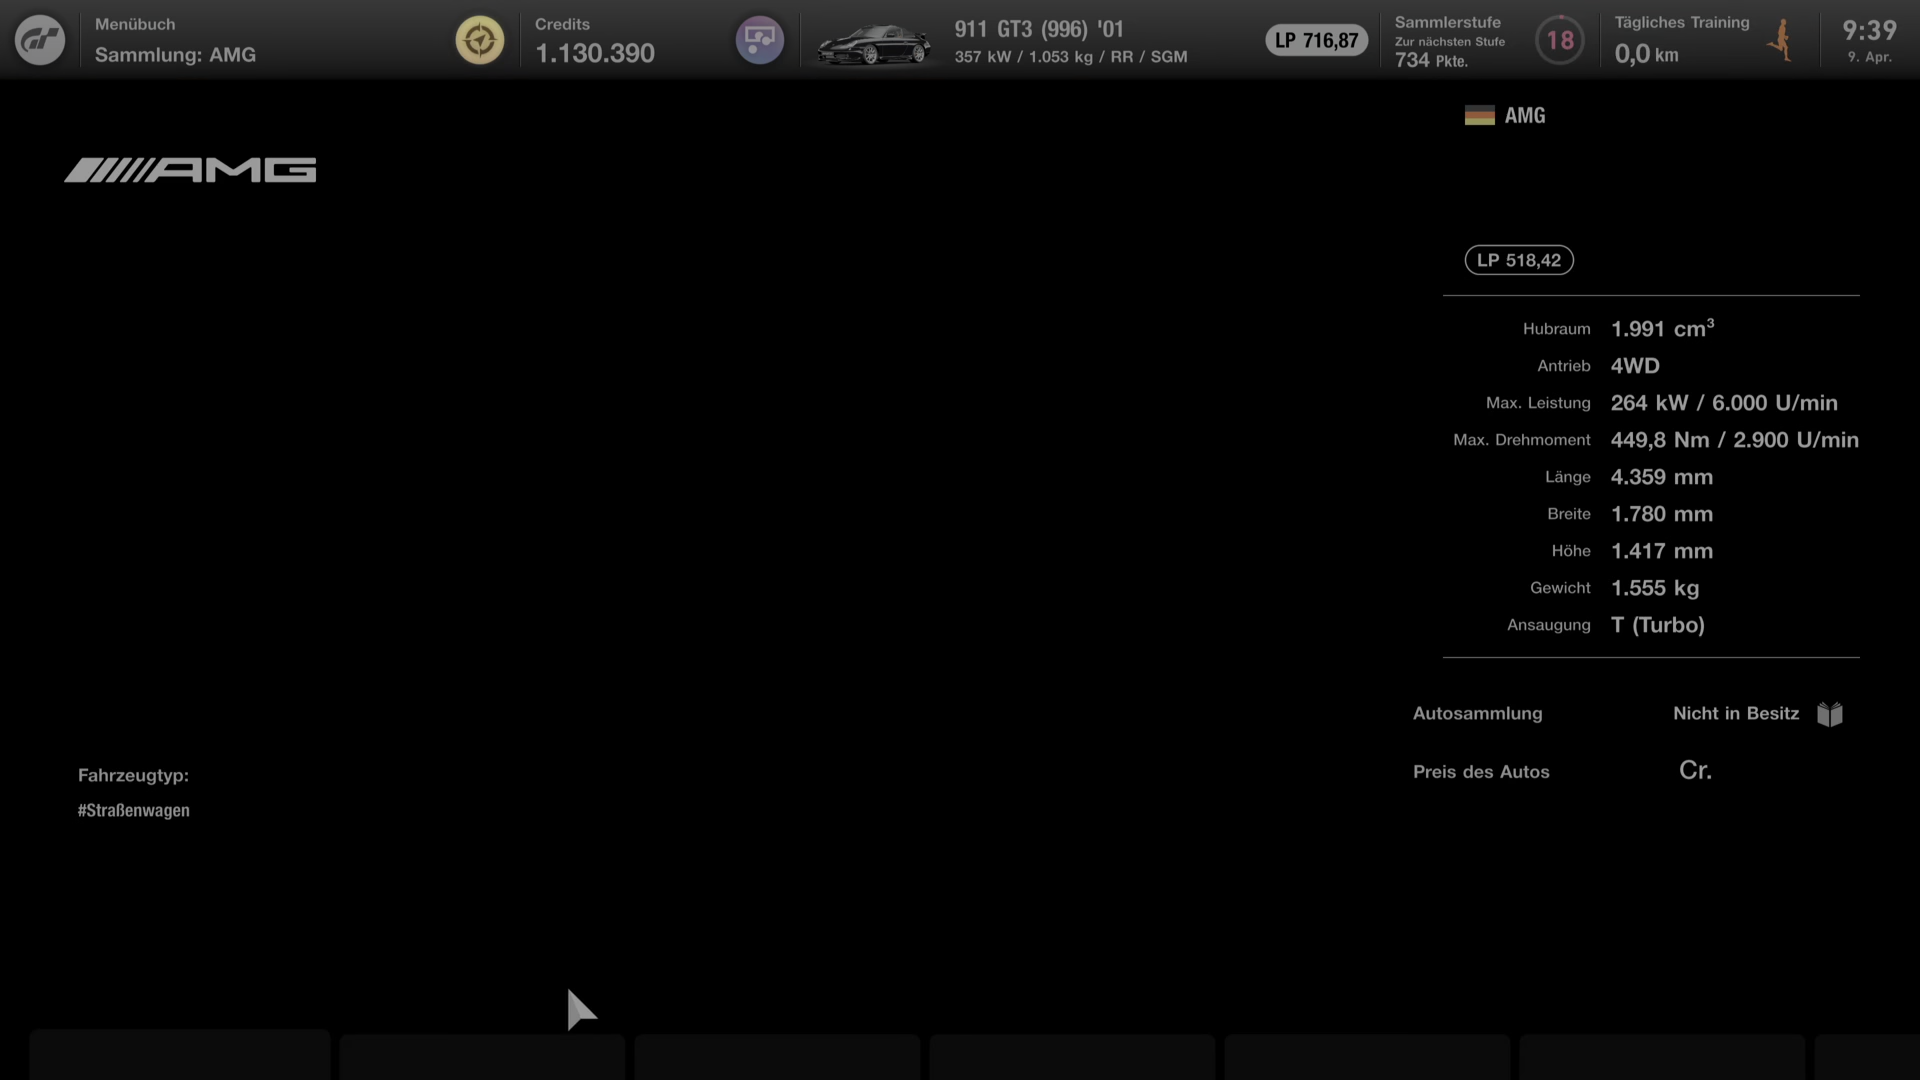 Menübuch
Sammlung: AMG
Credits
1.130.390
911 GT3 (996) '01
357 kW / 1.053 kg / RR / SGM
LP 716,87
Sammlerstufe
Zur nächsten Stufe
734 Pkte.
18
Tägliches Training
0,0 km
9:39
9. Apr.
AMG
AMG
LP 518,42
Hubraum 1.991 cm³
Antrieb 4WD
Max. Leistung 264 kW / 6.000 U/min
Max. Drehmoment 449,8 Nm / 2.900 U/min
Länge 4.359 mm
Breite 1.780 mm
Höhe 1.417 mm
Gewicht 1.555 kg
Ansaugung T (Turbo)
Autosammlung Nicht in Besitz
Preis des Autos Cr.
Fahrzeugtyp:
#Straßenwagen